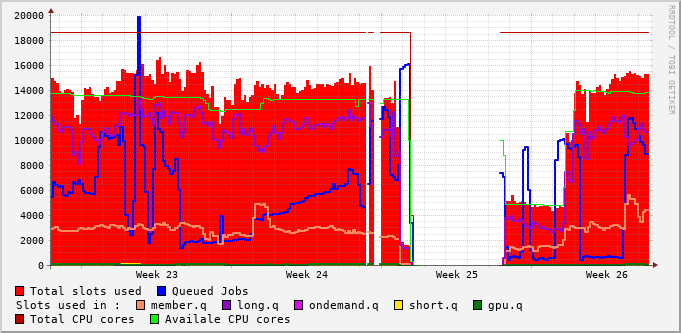 20000
18000
16000
14000
12000
10000
8000
6000
4000
2000
0
Week 23 Week 24 Week 25 Week 26
RRDTOOL / TOBI OETIKER
Total slots used Queued Jobs
Slots used in : member.q long.q ondemand.q short.q gpu.q
Total CPU cores Availale CPU cores